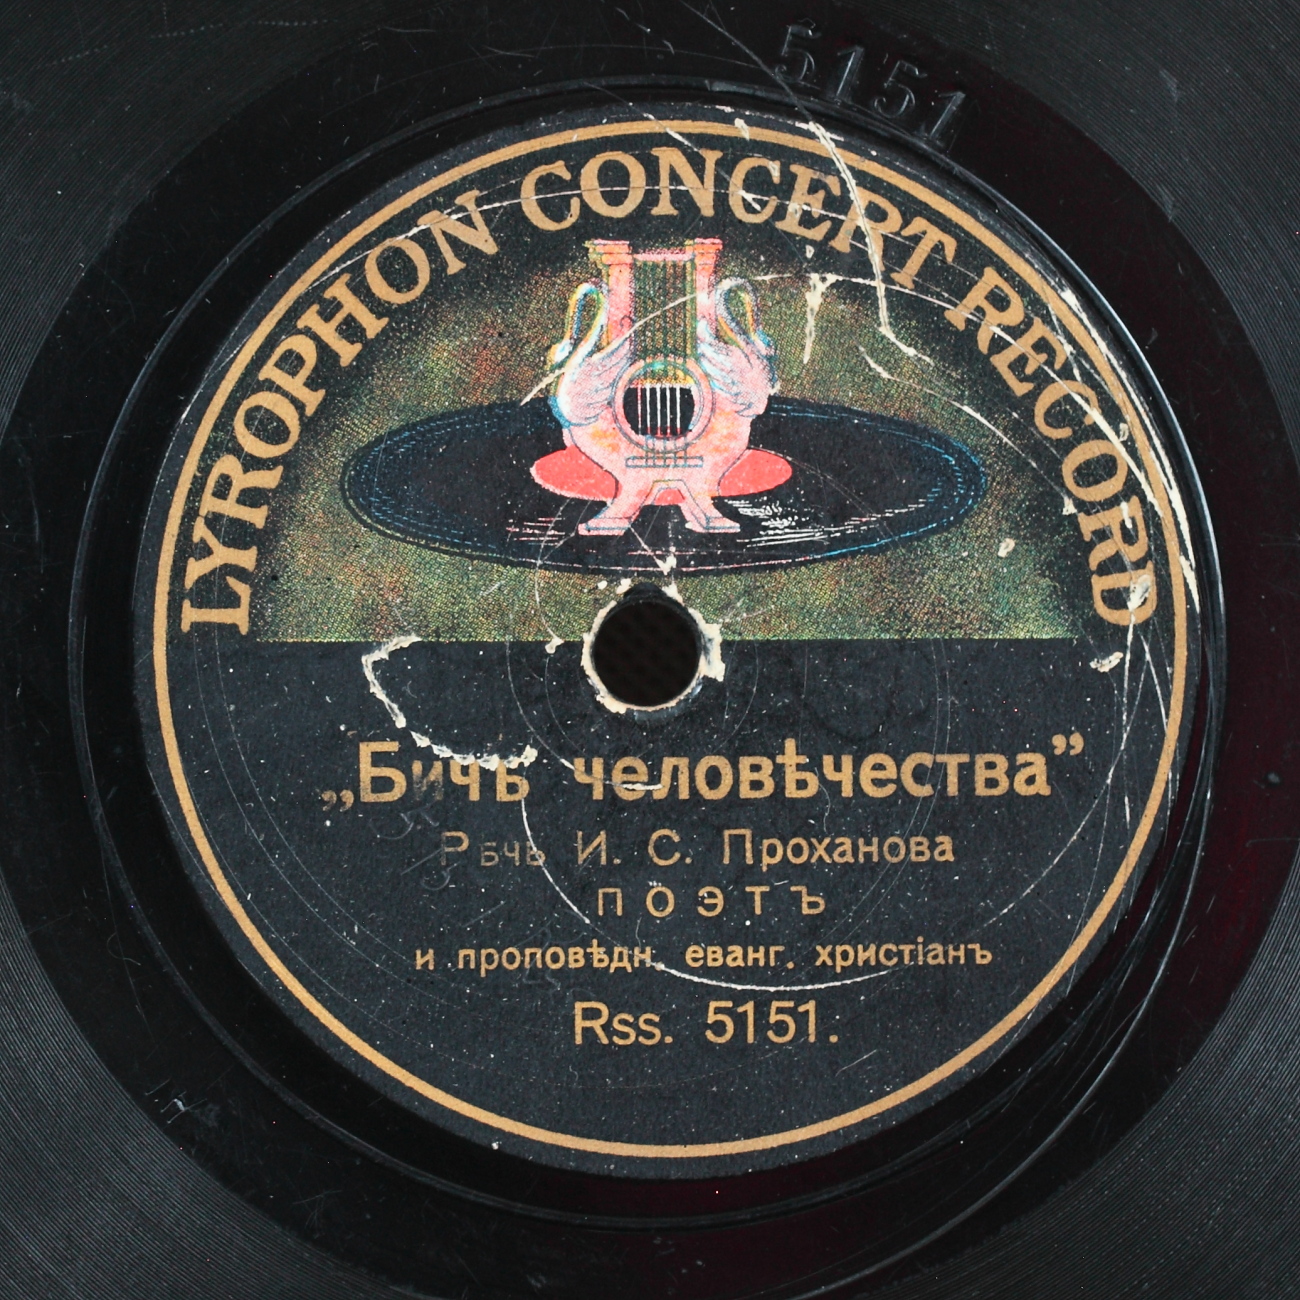 5151
LYROPHON CONCERT RECORD
„Бичъ человѣчества”
Рѣчь И. С. Проханова
ПОЭТЪ
и проповѣдн. еванг. христіанъ
Rss. 5151.